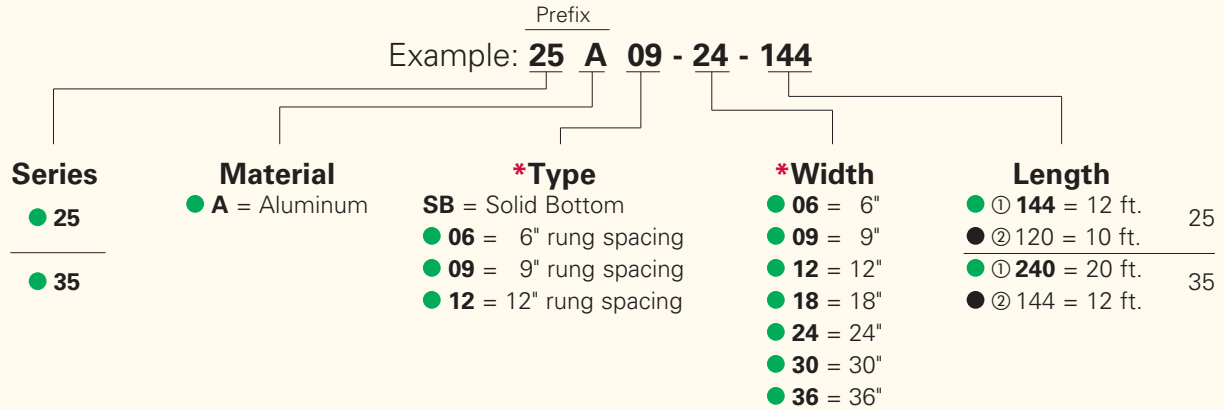 Prefix
Example: 25 A 09 - 24 - 144
Series
25
35
Material
A = Aluminum
*Type
SB = Solid Bottom
06 = 6" rung spacing
09 = 9" rung spacing
12 = 12" rung spacing
*Width
06 = 6"
09 = 9"
12 = 12"
18 = 18"
24 = 24"
30 = 30"
36 = 36"
Length
① 144 = 12 ft.
② 120 = 10 ft.
25
① 240 = 20 ft.
② 144 = 12 ft.
35